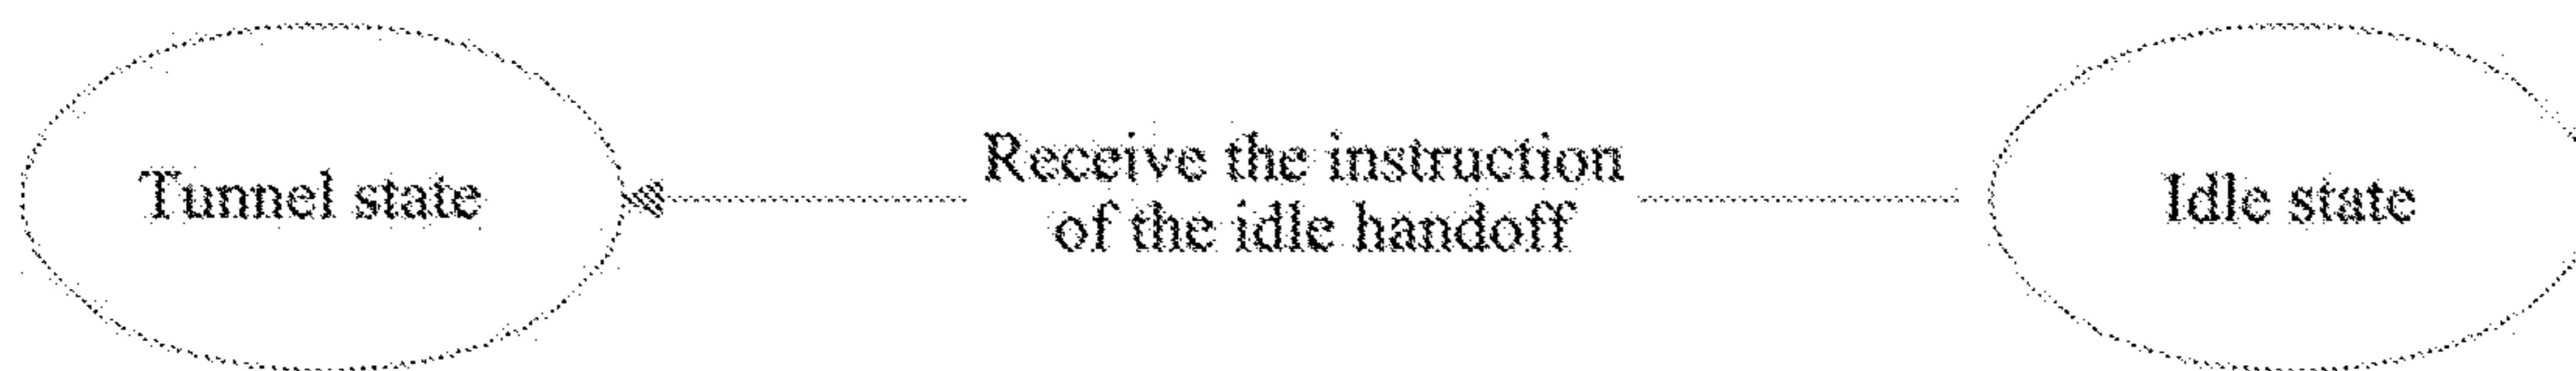 Tunnel state
Receive the instruction
of the idle handoff
Idle state